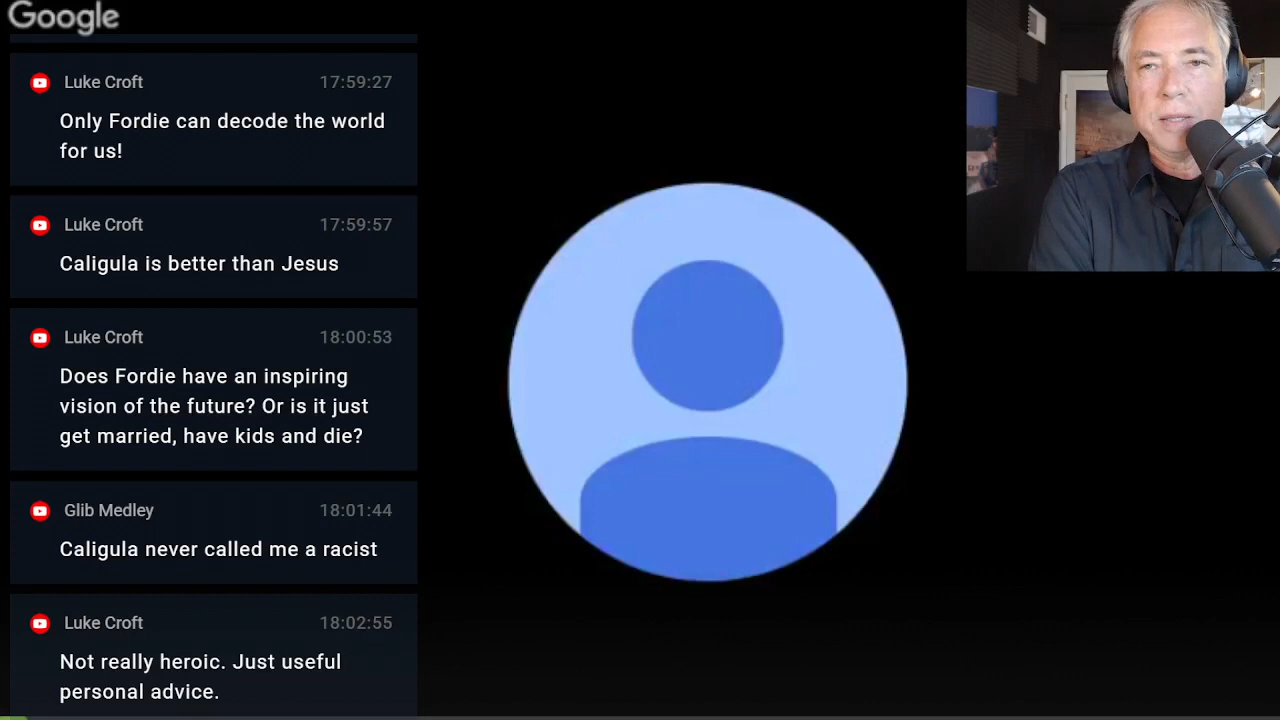 Google
Luke Croft 17:59:27
Only Fordie can decode the world
for us!
Luke Croft 17:59:57
Caligula is better than Jesus
Luke Croft 18:00:53
Does Fordie have an inspiring
vision of the future? Or is it just
get married, have kids and die?
Glib Medley 18:01:44
Caligula never called me a racist
Luke Croft 18:02:55
Not really heroic. Just useful
personal advice.